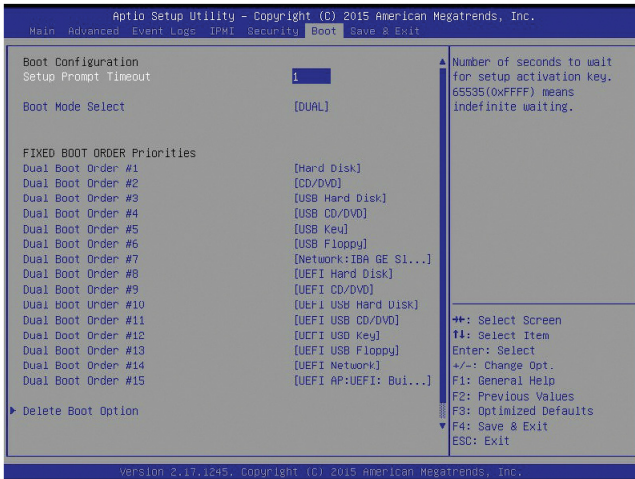 Aptio Setup Utility – Copyright (C) 2015 American Megatrends, Inc.
Main Advanced Event Logs IPMI Security Boot Save & Exit
Boot Configuration
Setup Prompt Timeout 1
Boot Mode Select [DUAL]
FIXED BOOT ORDER Priorities
Dual Boot Order #1 [Hard Disk]
Dual Boot Order #2 [CD/DVD]
Dual Boot Order #3 [USB Hard Disk]
Dual Boot Order #4 [USB CD/DVD]
Dual Boot Order #5 [USB Key]
Dual Boot Order #6 [USB Floppy]
Dual Boot Order #7 [Network:IBA GE Sl...]
Dual Boot Order #8 [UEFI Hard Disk]
Dual Boot Order #9 [UEFI CD/DVD]
Dual Boot Order #10 [UEFI USB Hard Disk]
Dual Boot Order #11 [UEFI USB CD/DVD]
Dual Boot Order #12 [UEFI USB Key]
Dual Boot Order #13 [UEFI USB Floppy]
Dual Boot Order #14 [UEFI Network]
Dual Boot Order #15 [UEFI AP:UEFI: Bui...]
Delete Boot Option
Number of seconds to wait
for setup activation key.
65535(0xFFFF) means
indefinite waiting.
→←: Select Screen
↑↓: Select Item
Enter: Select
+/-: Change Opt.
F1: General Help
F2: Previous Values
F3: Optimized Defaults
F4: Save & Exit
ESC: Exit
Version 2.17.1245. Copyright (C) 2015 American Megatrends, Inc.